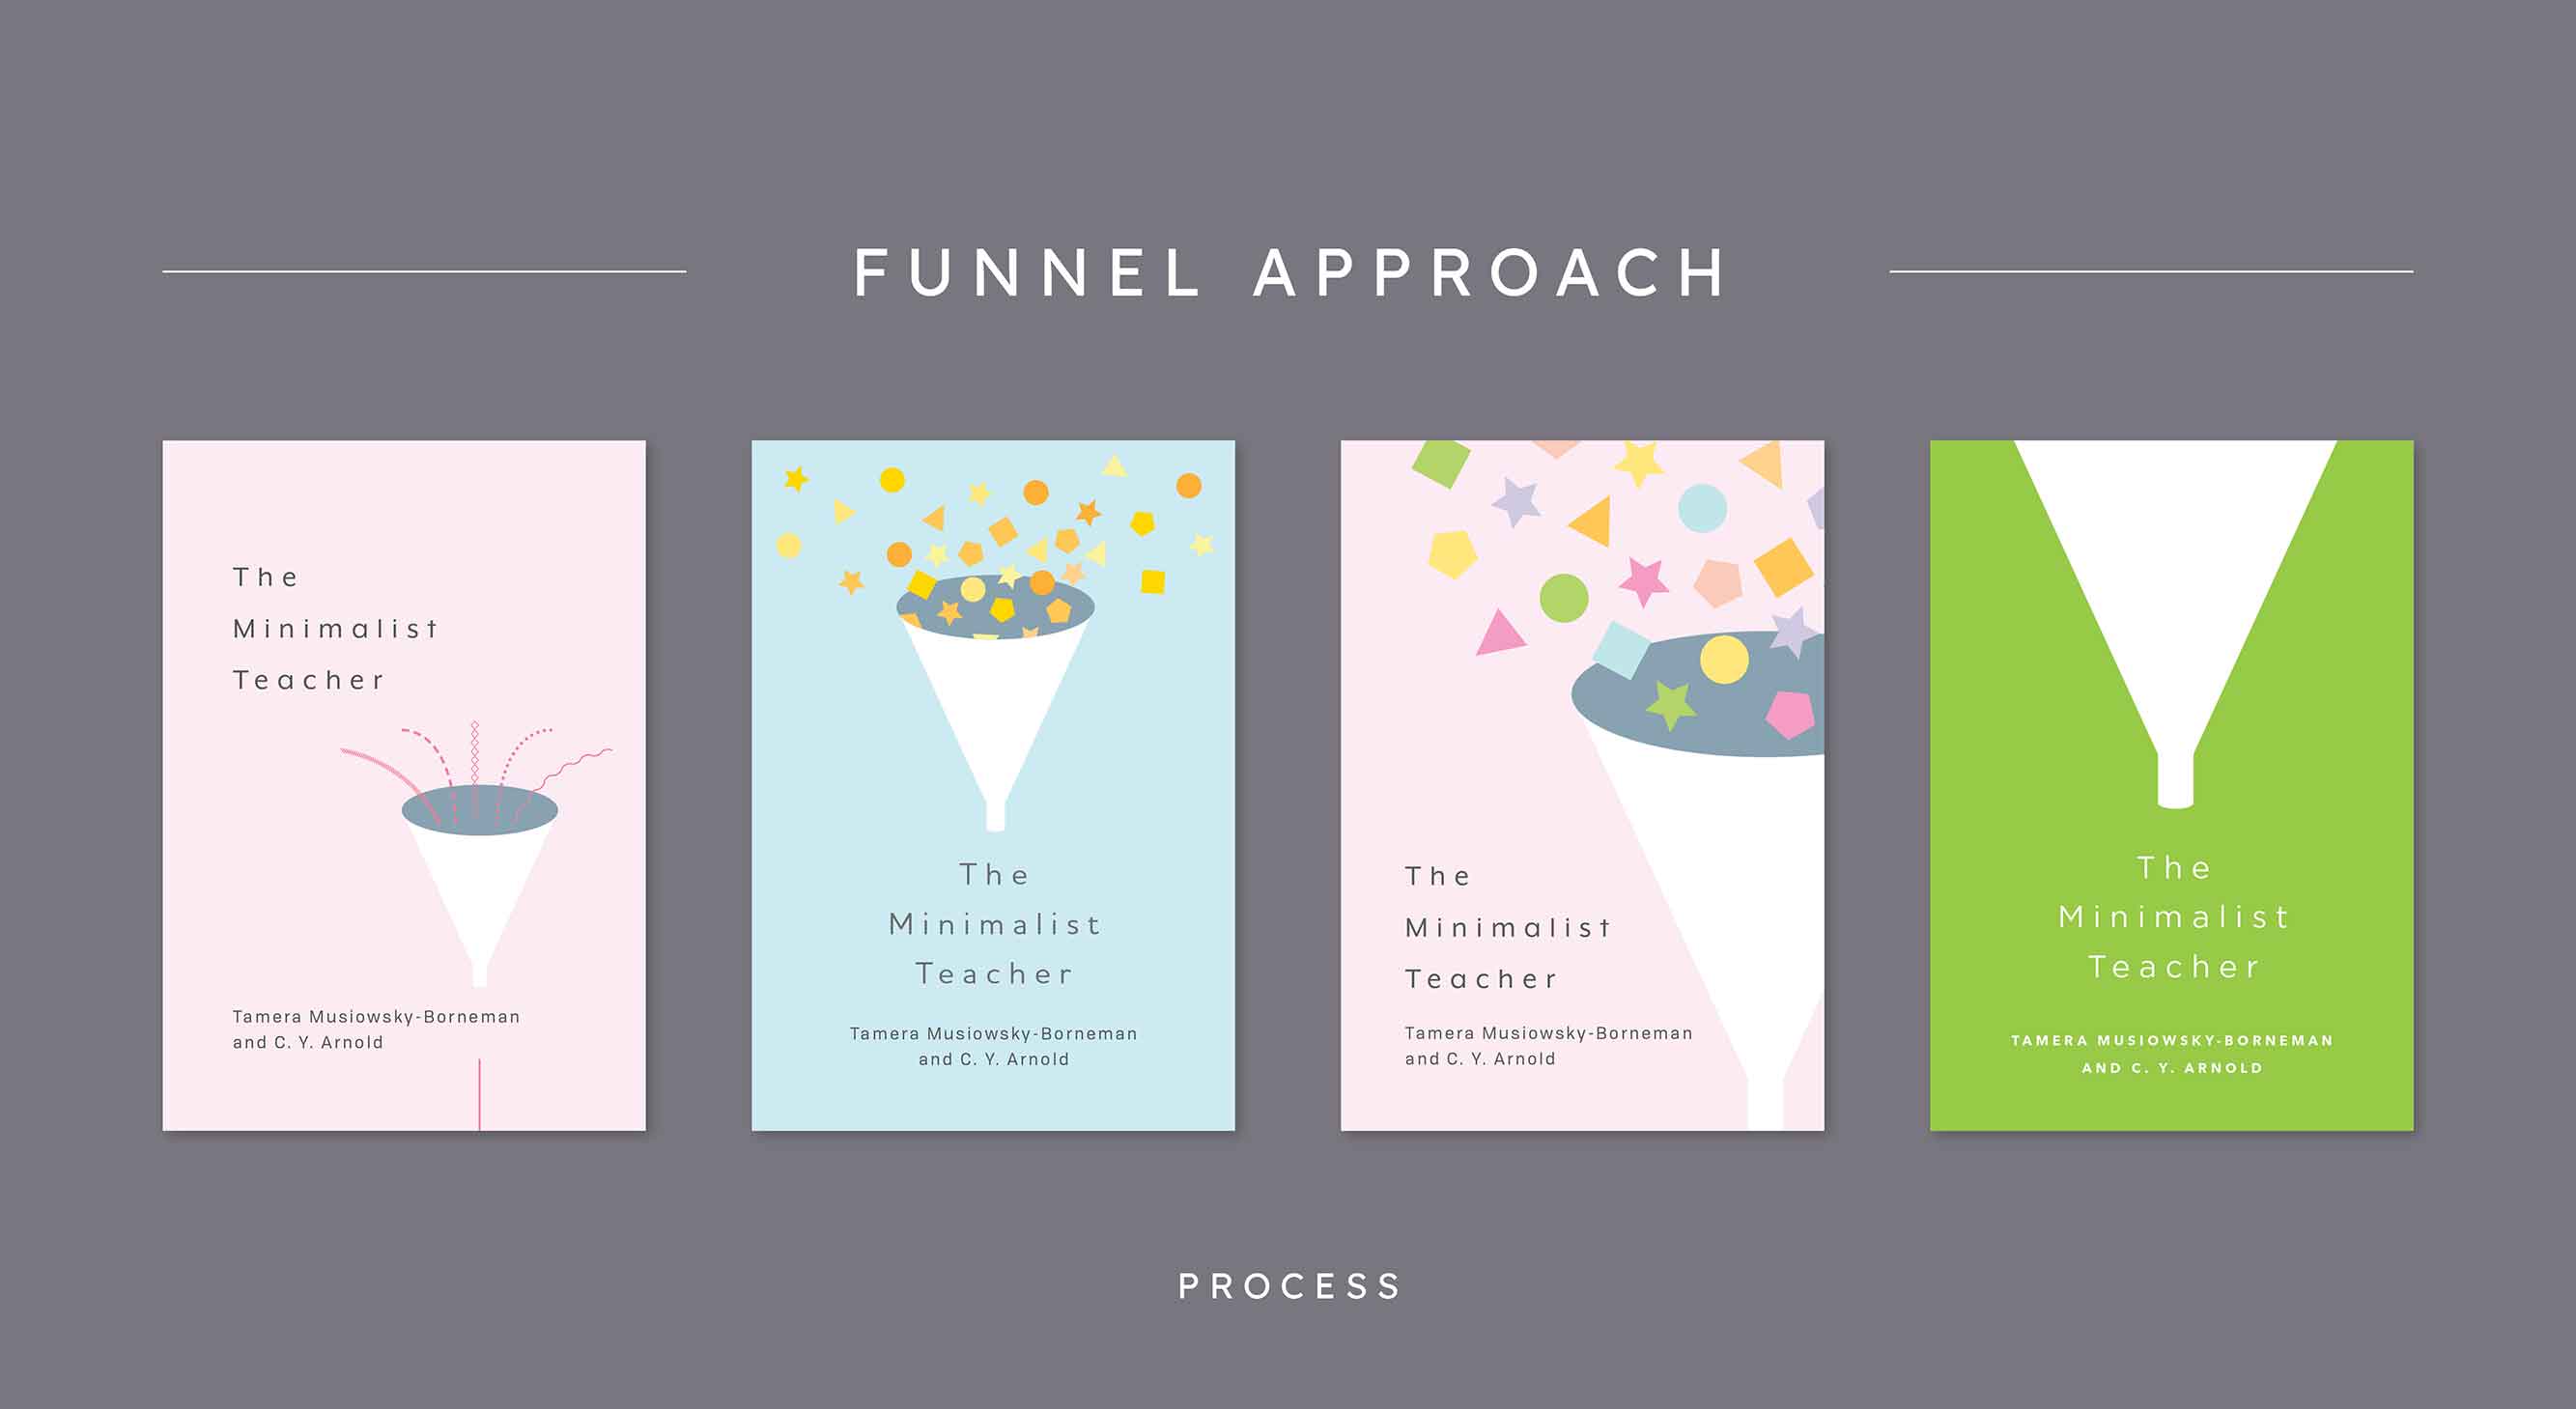 FUNNEL APPROACH
The
Minimalist
Teacher
Tamera Musiowsky-Borneman
and C. Y. Arnold
The
Minimalist
Teacher
Tamera Musiowsky-Borneman
and C. Y. Arnold
The
Minimalist
Teacher
Tamera Musiowsky-Borneman
and C. Y. Arnold
The
Minimalist
Teacher
TAMERA MUSIOWSKY-BORNEMAN
AND C. Y. ARNOLD
PROCESS